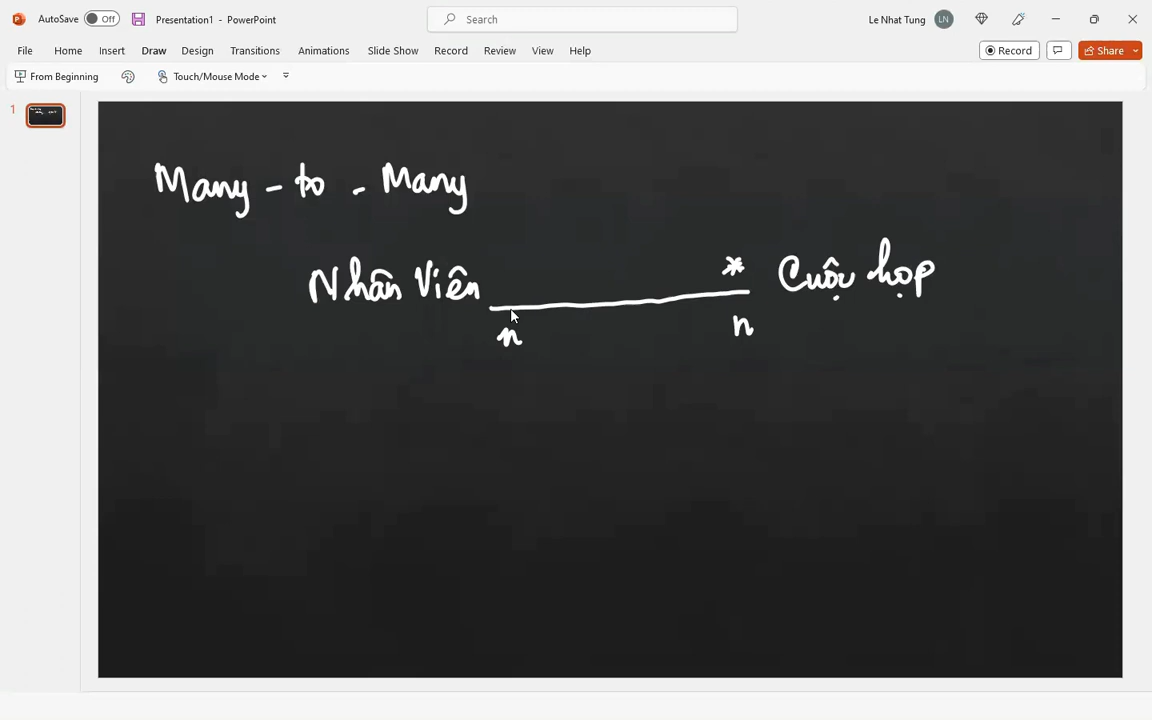 AutoSave Off Presentation1 - PowerPoint Search Le Nhat Tung LN
File Home Insert Draw Design Transitions Animations Slide Show Record Review View Help Record Share
From Beginning Touch/Mouse Mode
1
Many - to - Many
Nhân Viên * Cuộc họp
n n